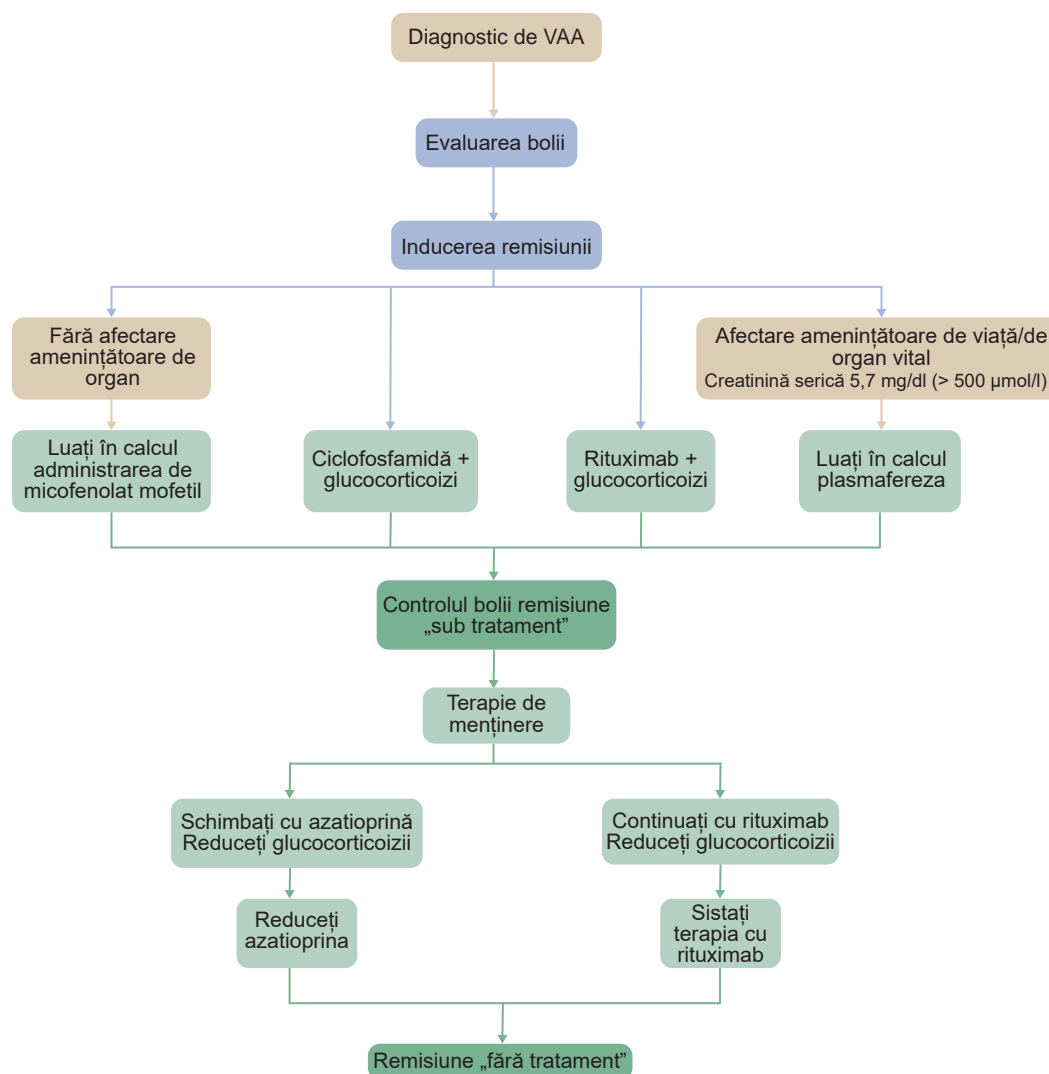 Diagnostic de VAA
Evaluarea bolii
Inducerea remisiunii
Fără afectare
amenințătoare de
organ
Afectare amenințătoare de viață/de
organ vital
Creatinină serică 5,7 mg/dl (> 500 µmol/l)
Luați în calcul
administrarea de
micofenolat mofetil
Ciclofosfamidă +
glucocorticoizi
Rituximab +
glucocorticoizi
Luați în calcul
plasmafereza
Controlul bolii remisiune
„sub tratament”
Terapie de
menținere
Schimbați cu azatioprină
Reduceți glucocorticoizii
Continuați cu rituximab
Reduceți glucocorticoizii
Reduceți
azatioprina
Sistați
terapia cu
rituximab
Remisiune „fără tratament”